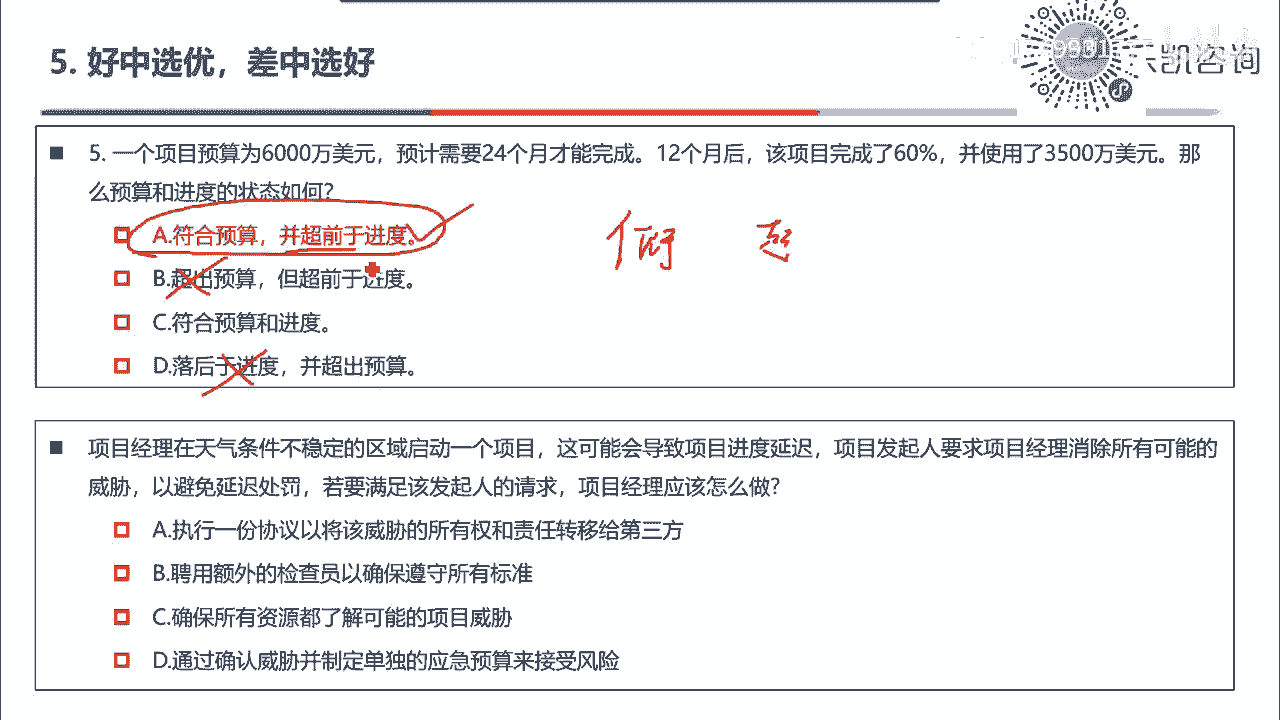 5. 好中选优，差中选好
凯咨询
5. 一个项目预算为6000万美元，预计需要24个月才能完成。12个月后，该项目完成了60%，并使用了3500万美元。那
么预算和进度的状态如何？
A.符合预算，并超前于进度。
B.超出预算，但超前于进度。
C.符合预算和进度。
D.落后于进度，并超出预算。
项目经理在天气条件不稳定的区域启动一个项目，这可能会导致项目进度延迟，项目发起人要求项目经理消除所有可能的
威胁，以避免延迟处罚，若要满足该发起人的请求，项目经理应该怎么做?
A.执行一份协议以将该威胁的所有权和责任转移给第三方
B.聘用额外的检查员以确保遵守所有标准
C.确保所有资源都了解可能的项目威胁
D.通过确认威胁并制定单独的应急预算来接受风险